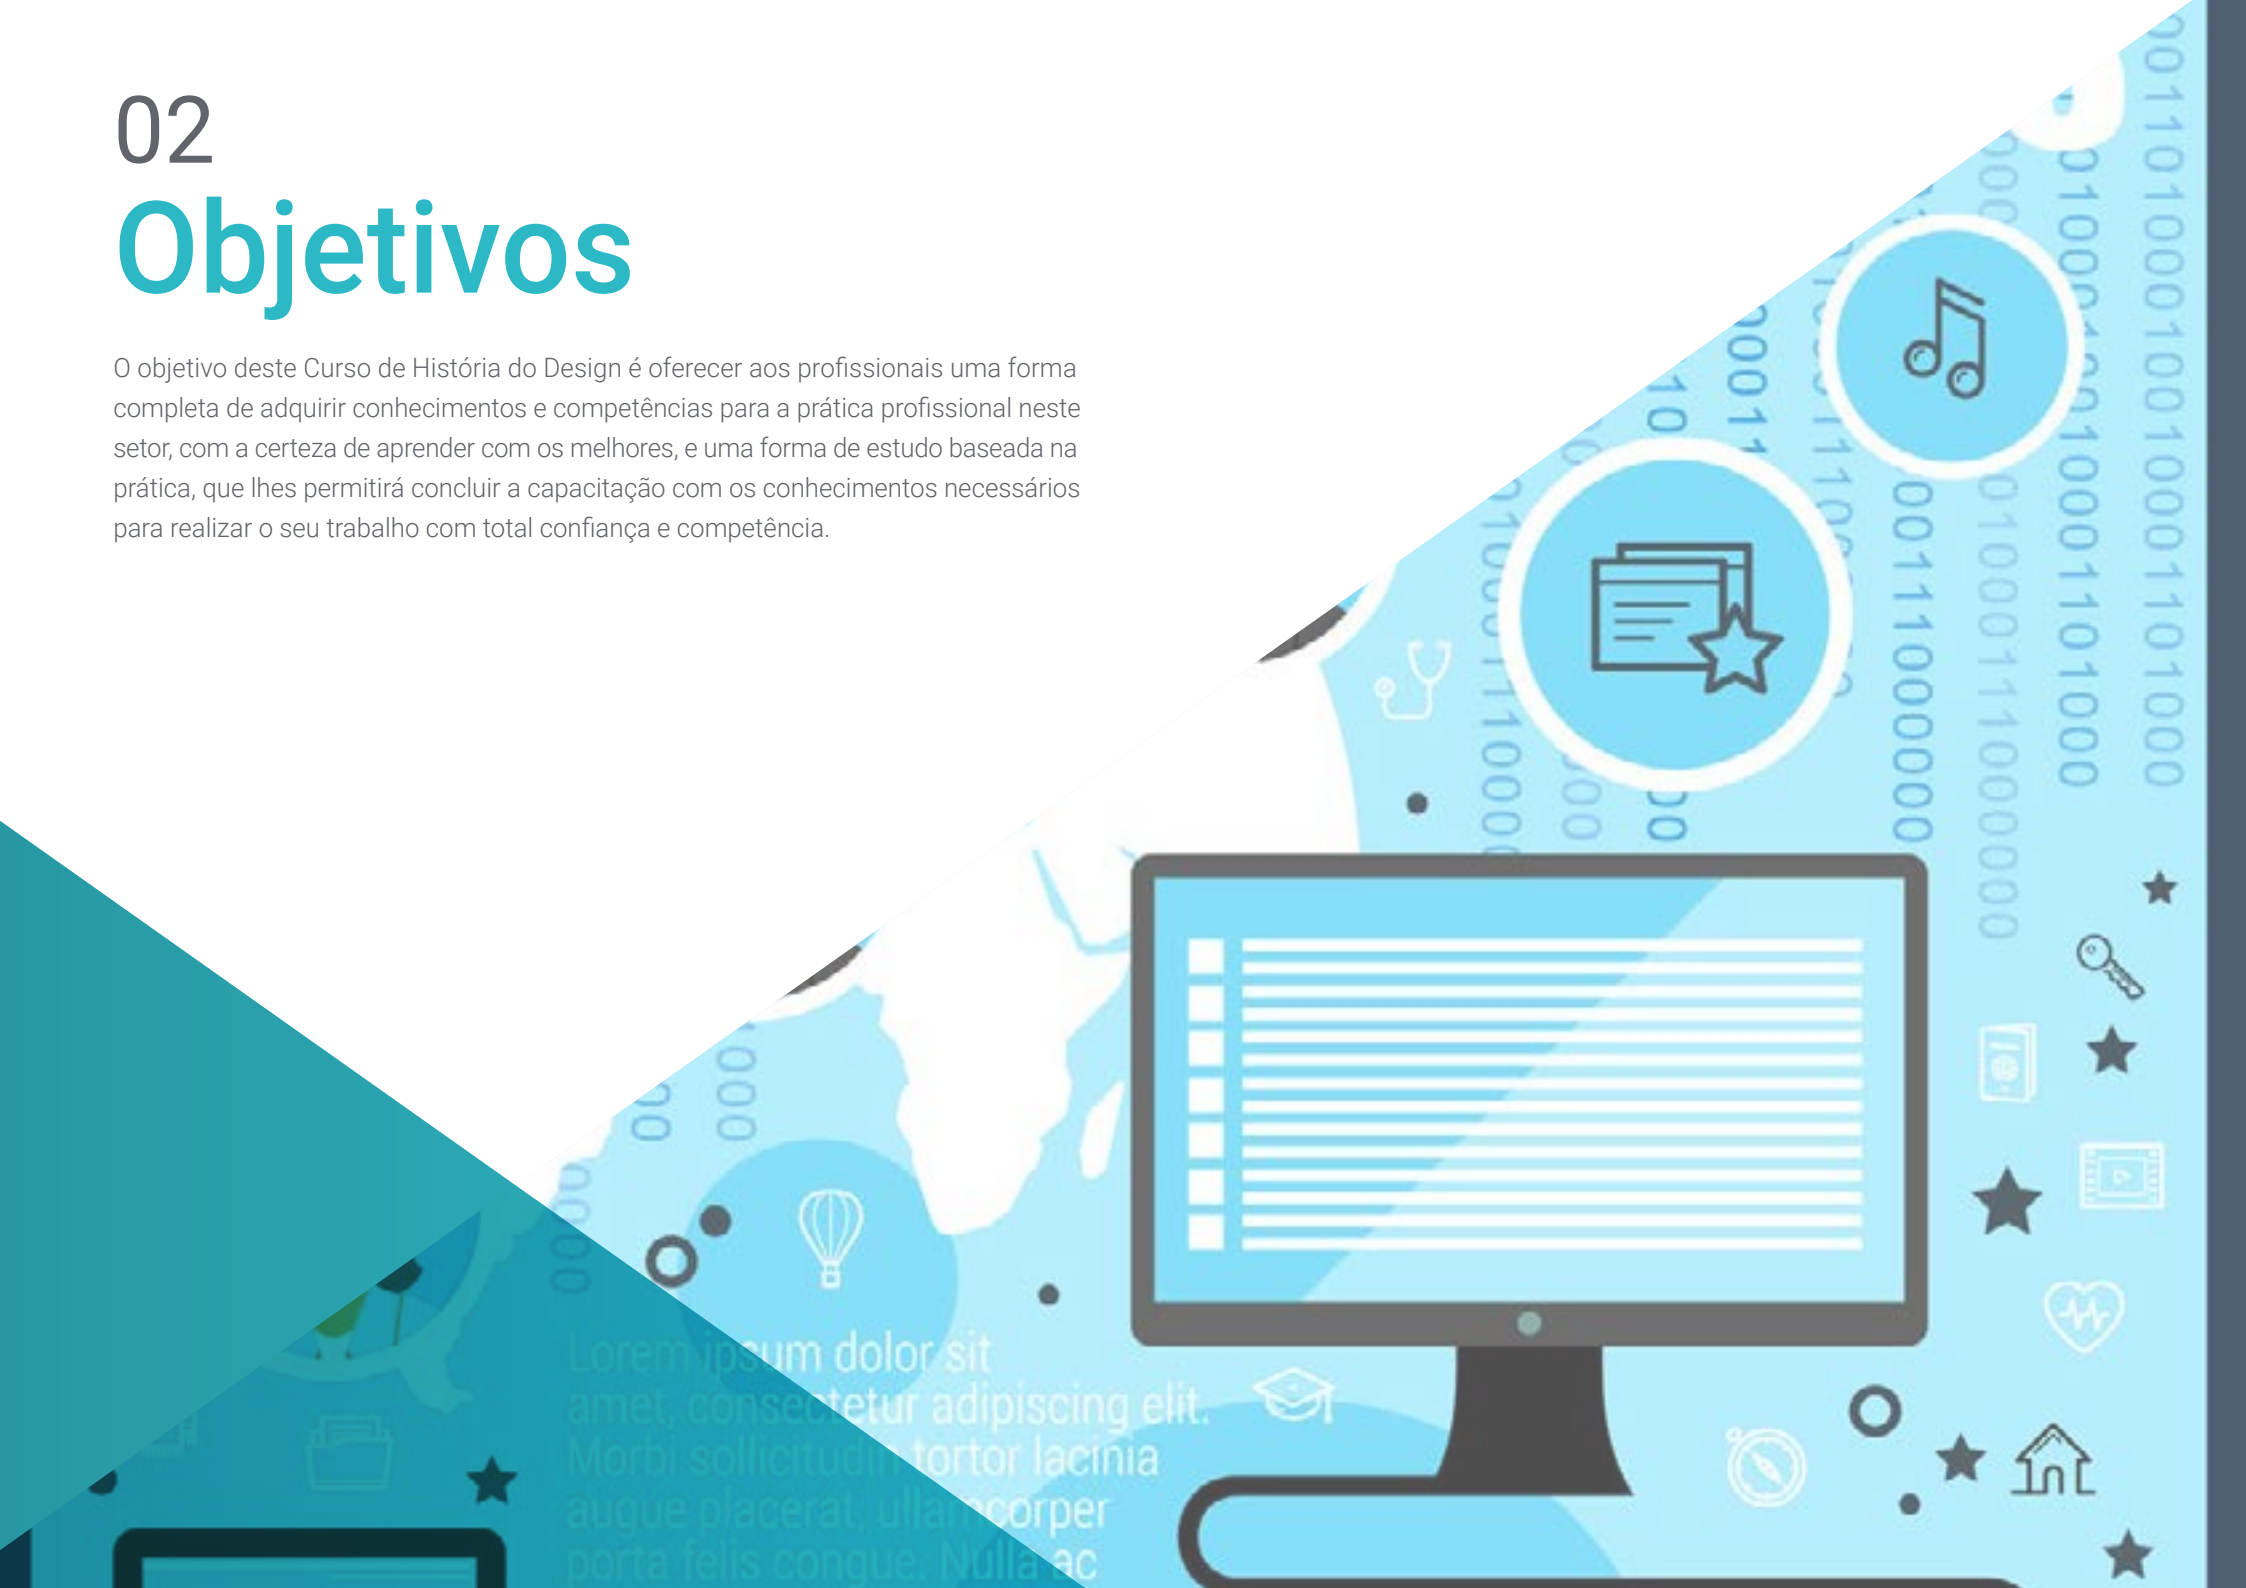 02
Objetivos
O objetivo deste Curso de História do Design é oferecer aos profissionais uma forma
completa de adquirir conhecimentos e competências para a prática profissional neste
setor, com a certeza de aprender com os melhores, e uma forma de estudo baseada na
prática, que lhes permitirá concluir a capacitação com os conhecimentos necessários
para realizar o seu trabalho com total confiança e competência.
Lorem ipsum dolor sit
amet, consectetur adipiscing elit.
Morbi sollicitudin tortor lacinia
augue placerat, ullamcorper
porta felis congue. Nulla ac